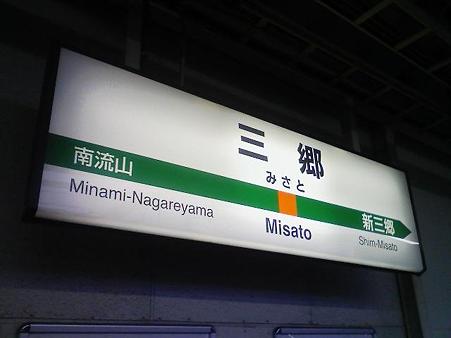 三郷
みさと
南流山
Minami-Nagareyama
Misato
新三郷
Shim-Misato